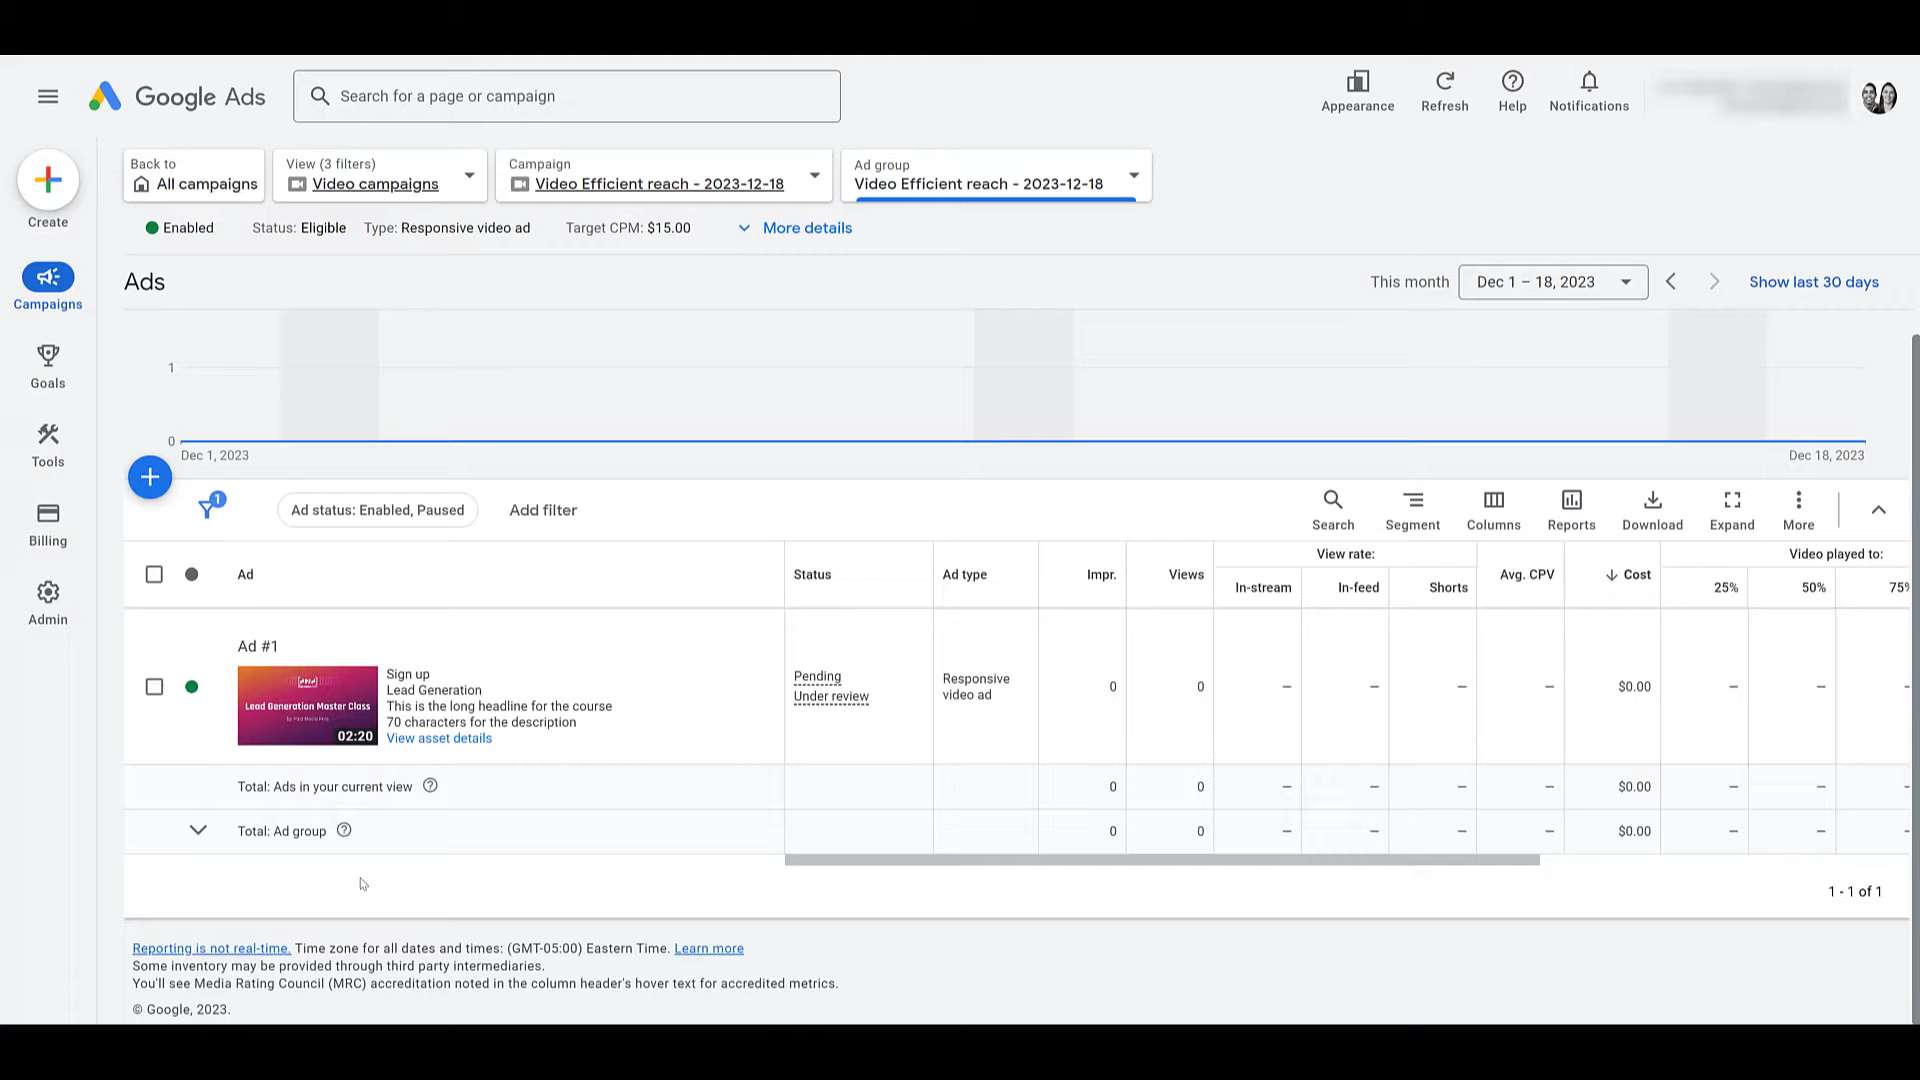 Google Ads
Search for a page or campaign
Appearance
Refresh
Help
Notifications
Create
Campaigns
Goals
Tools
Billing
Admin
Back to
All campaigns
View (3 filters)
Video campaigns
Campaign
Video Efficient reach - 2023-12-18
Ad group
Video Efficient reach - 2023-12-18
Enabled Status: Eligible Type: Responsive video ad Target CPM: $15.00 More details
Ads
This month Dec 1 – 18, 2023 Show last 30 days
1
0
Dec 1, 2023 Dec 18, 2023
1
Ad status: Enabled, Paused Add filter
Search Segment Columns Reports Download Expand More
View rate: Video played to:
Ad Status Ad type Impr. Views In-stream In-feed Shorts Avg. CPV Cost 25% 50% 75%
Ad #1
Lead Generation Master Class
by Paid Media Pros
02:20
Sign up
Lead Generation
This is the long headline for the course
70 characters for the description
View asset details
Pending
Under review
Responsive
video ad
0 0 – – – – $0.00 – – –
Total: Ads in your current view 0 0 – – – – $0.00 – – –
Total: Ad group 0 0 – – – – $0.00 – – –
1 - 1 of 1
Reporting is not real-time. Time zone for all dates and times: (GMT-05:00) Eastern Time. Learn more
Some inventory may be provided through third party intermediaries.
You'll see Media Rating Council (MRC) accreditation noted in the column header's hover text for accredited metrics.
© Google, 2023.